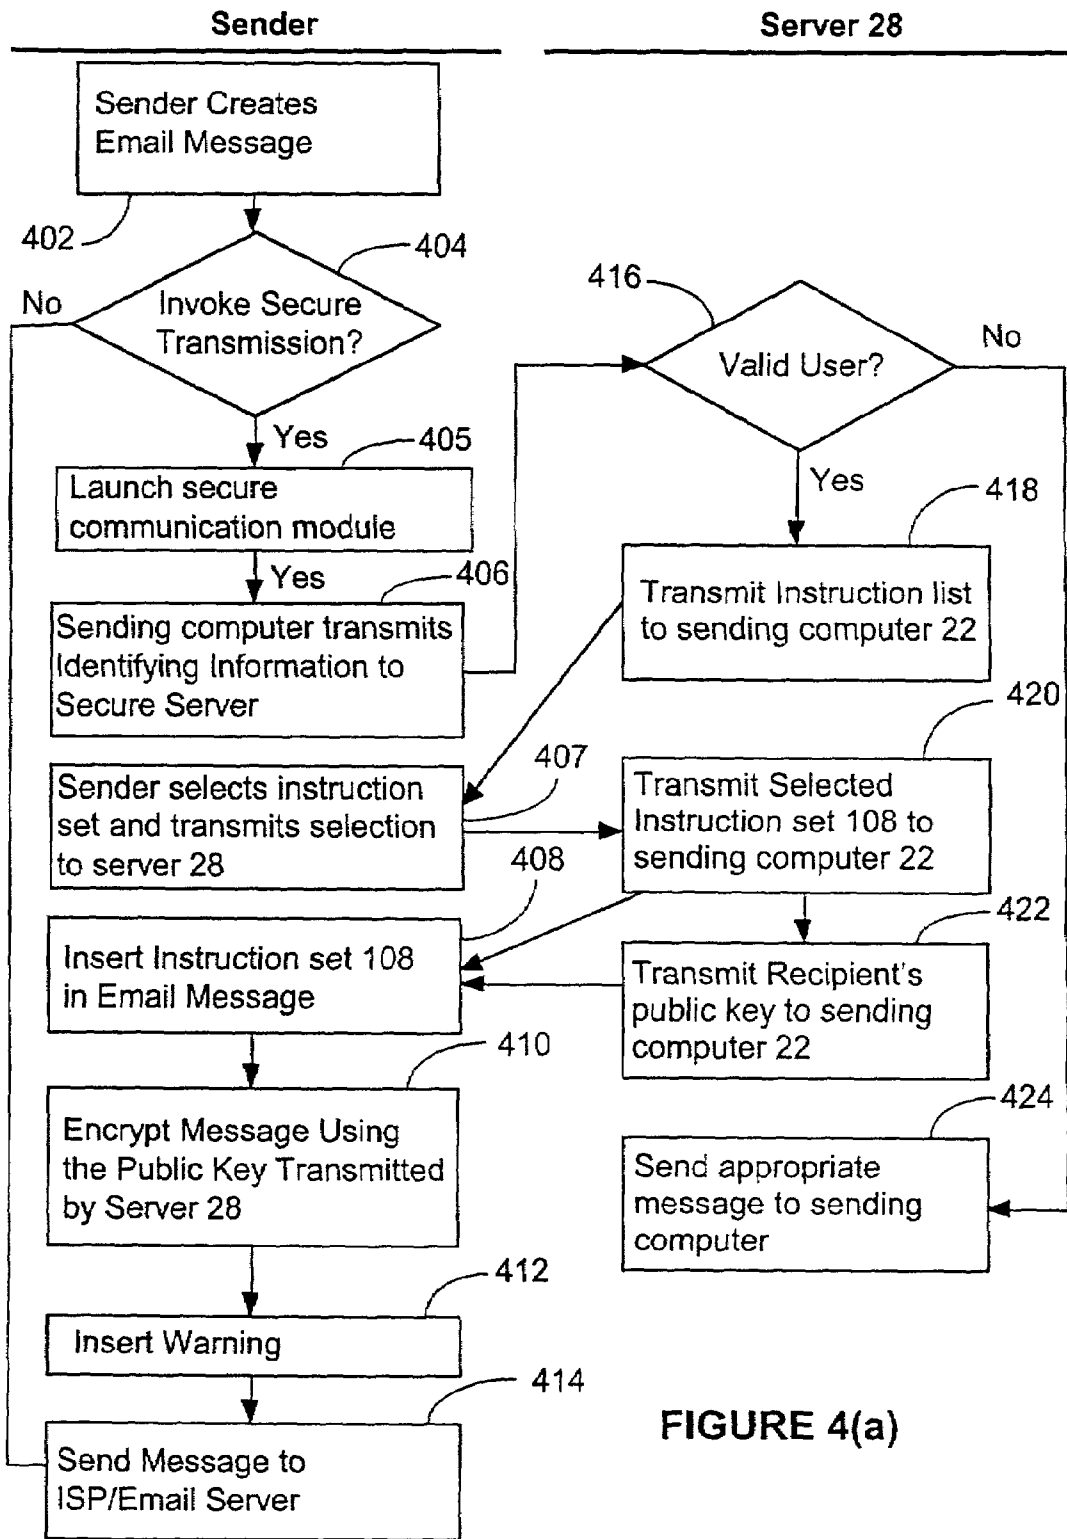 Sender
Server 28
Sender Creates
Email Message
402
404
No
Invoke Secure
Transmission?
Yes
405
Launch secure
communication module
Yes
406
Sending computer transmits
Identifying Information to
Secure Server
416
Valid User?
No
Yes
418
Transmit Instruction list
to sending computer 22
407
Sender selects instruction
set and transmits selection
to server 28
420
Transmit Selected
Instruction set 108 to
sending computer 22
408
Insert Instruction set 108
in Email Message
422
Transmit Recipient's
public key to sending
computer 22
410
Encrypt Message Using
the Public Key Transmitted
by Server 28
424
Send appropriate
message to sending
computer
412
Insert Warning
414
Send Message to
ISP/Email Server
FIGURE 4(a)